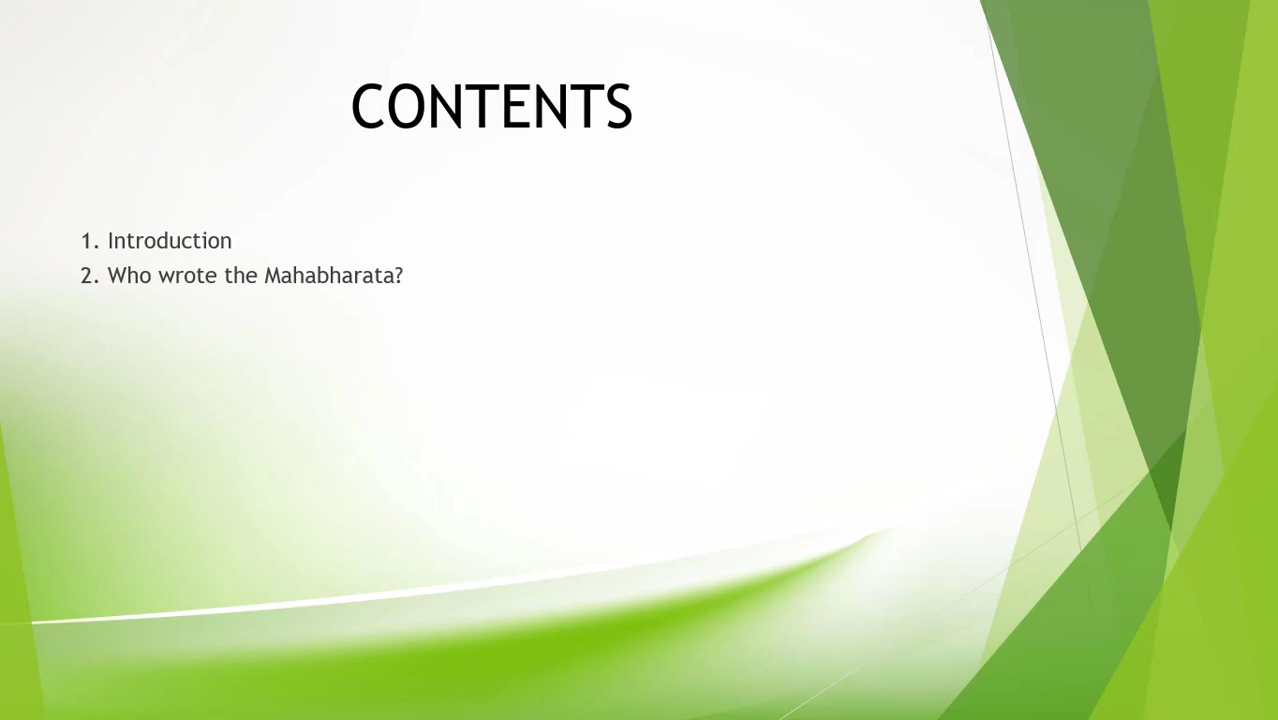 CONTENTS
1. Introduction
2. Who wrote the Mahabharata?